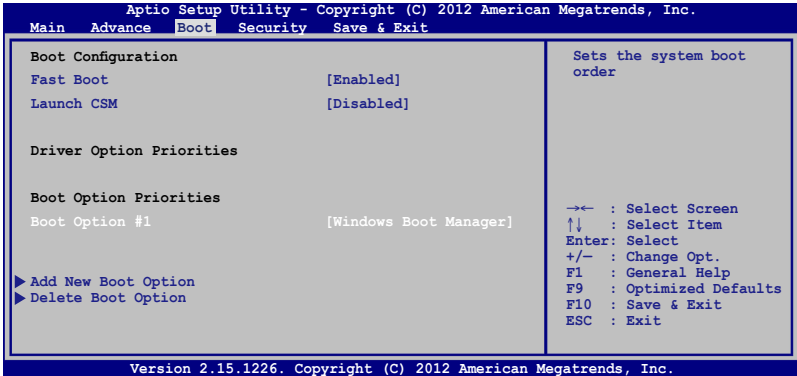 Aptio Setup Utility - Copyright (C) 2012 American Megatrends, Inc.
Main Advance Boot Security Save & Exit
Boot Configuration
Fast Boot [Enabled]
Launch CSM [Disabled]
Driver Option Priorities
Boot Option Priorities
Boot Option #1 [Windows Boot Manager]
Add New Boot Option
Delete Boot Option
Sets the system boot
order
→← : Select Screen
↑↓ : Select Item
Enter: Select
+/— : Change Opt.
F1 : General Help
F9 : Optimized Defaults
F10 : Save & Exit
ESC : Exit
Version 2.15.1226. Copyright (C) 2012 American Megatrends, Inc.